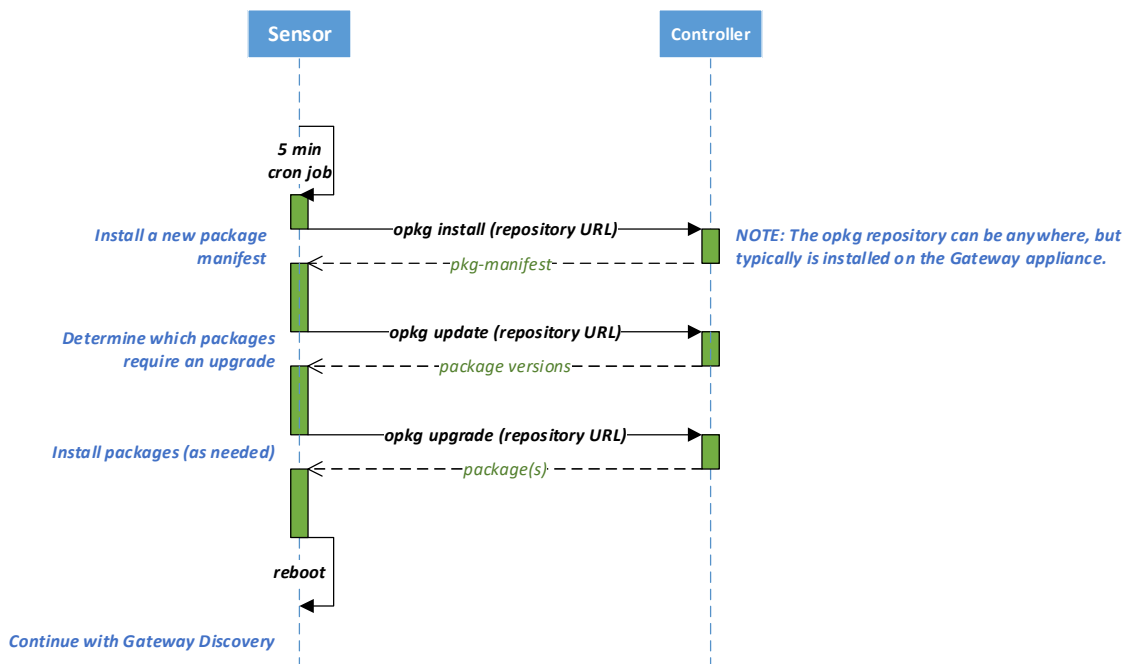 Sensor
Controller
5 min
cron job
opkg install (repository URL)
Install a new package
manifest
NOTE: The opkg repository can be anywhere, but
typically is installed on the Gateway appliance.
pkg-manifest
opkg update (repository URL)
Determine which packages
require an upgrade
package versions
opkg upgrade (repository URL)
Install packages (as needed)
package(s)
reboot
Continue with Gateway Discovery